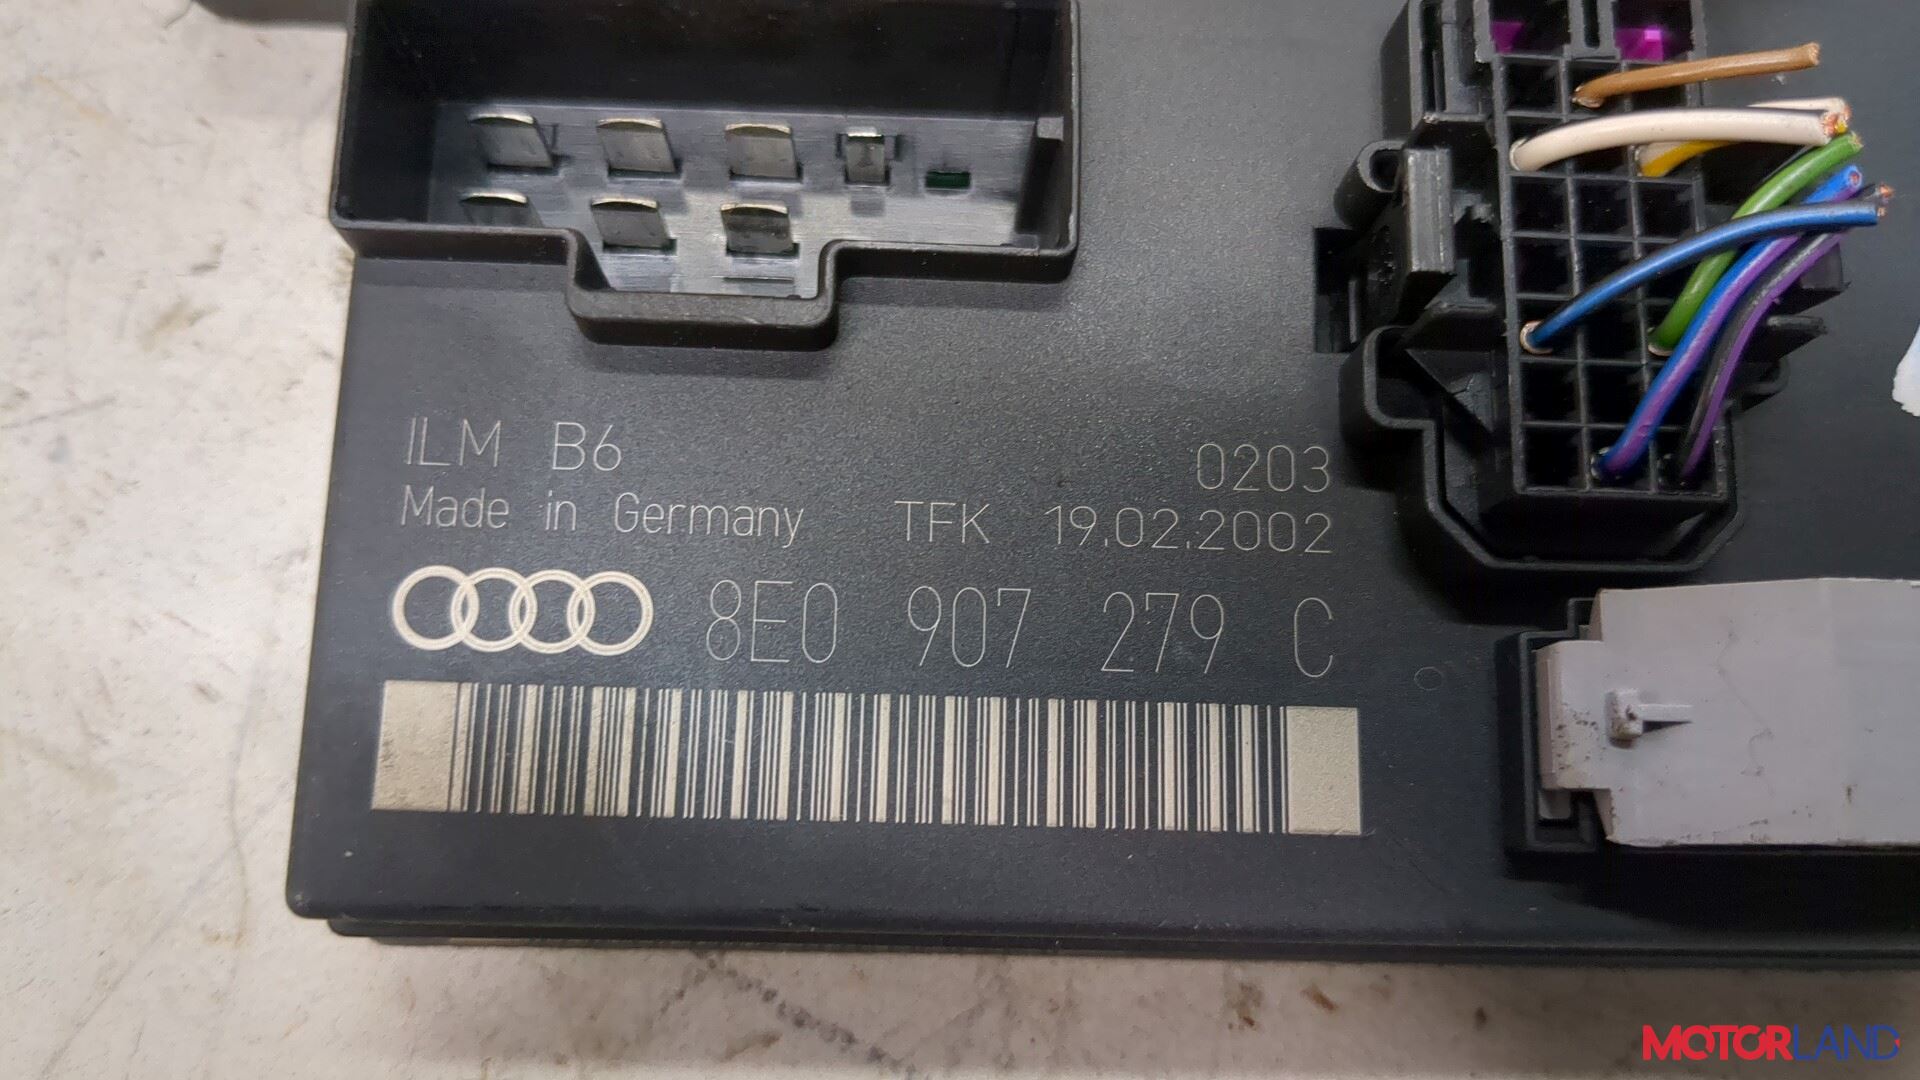 ILM B6 0203
Made in Germany TFK 19.02.2002
8E0 907 279 C
MOTORLAND